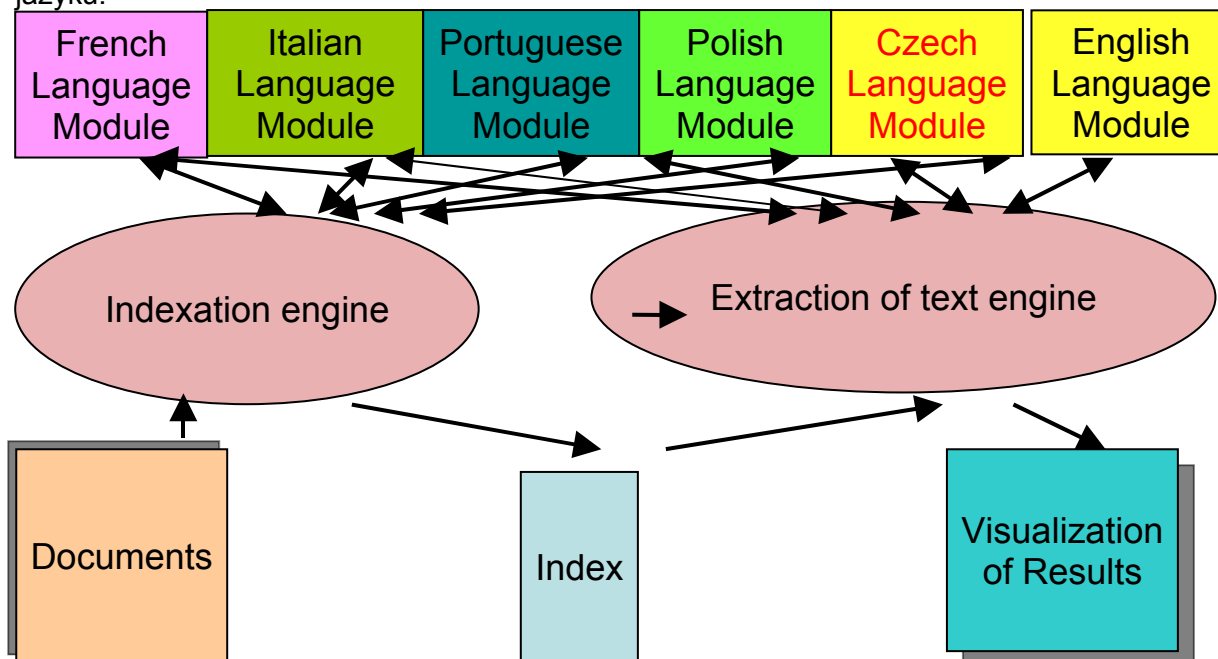 jazyku.
French
Language
Module
Italian
Language
Module
Portuguese
Language
Module
Polish
Language
Module
Czech
Language
Module
English
Language
Module
Indexation engine
Extraction of text engine
Documents
Index
Visualization
of Results